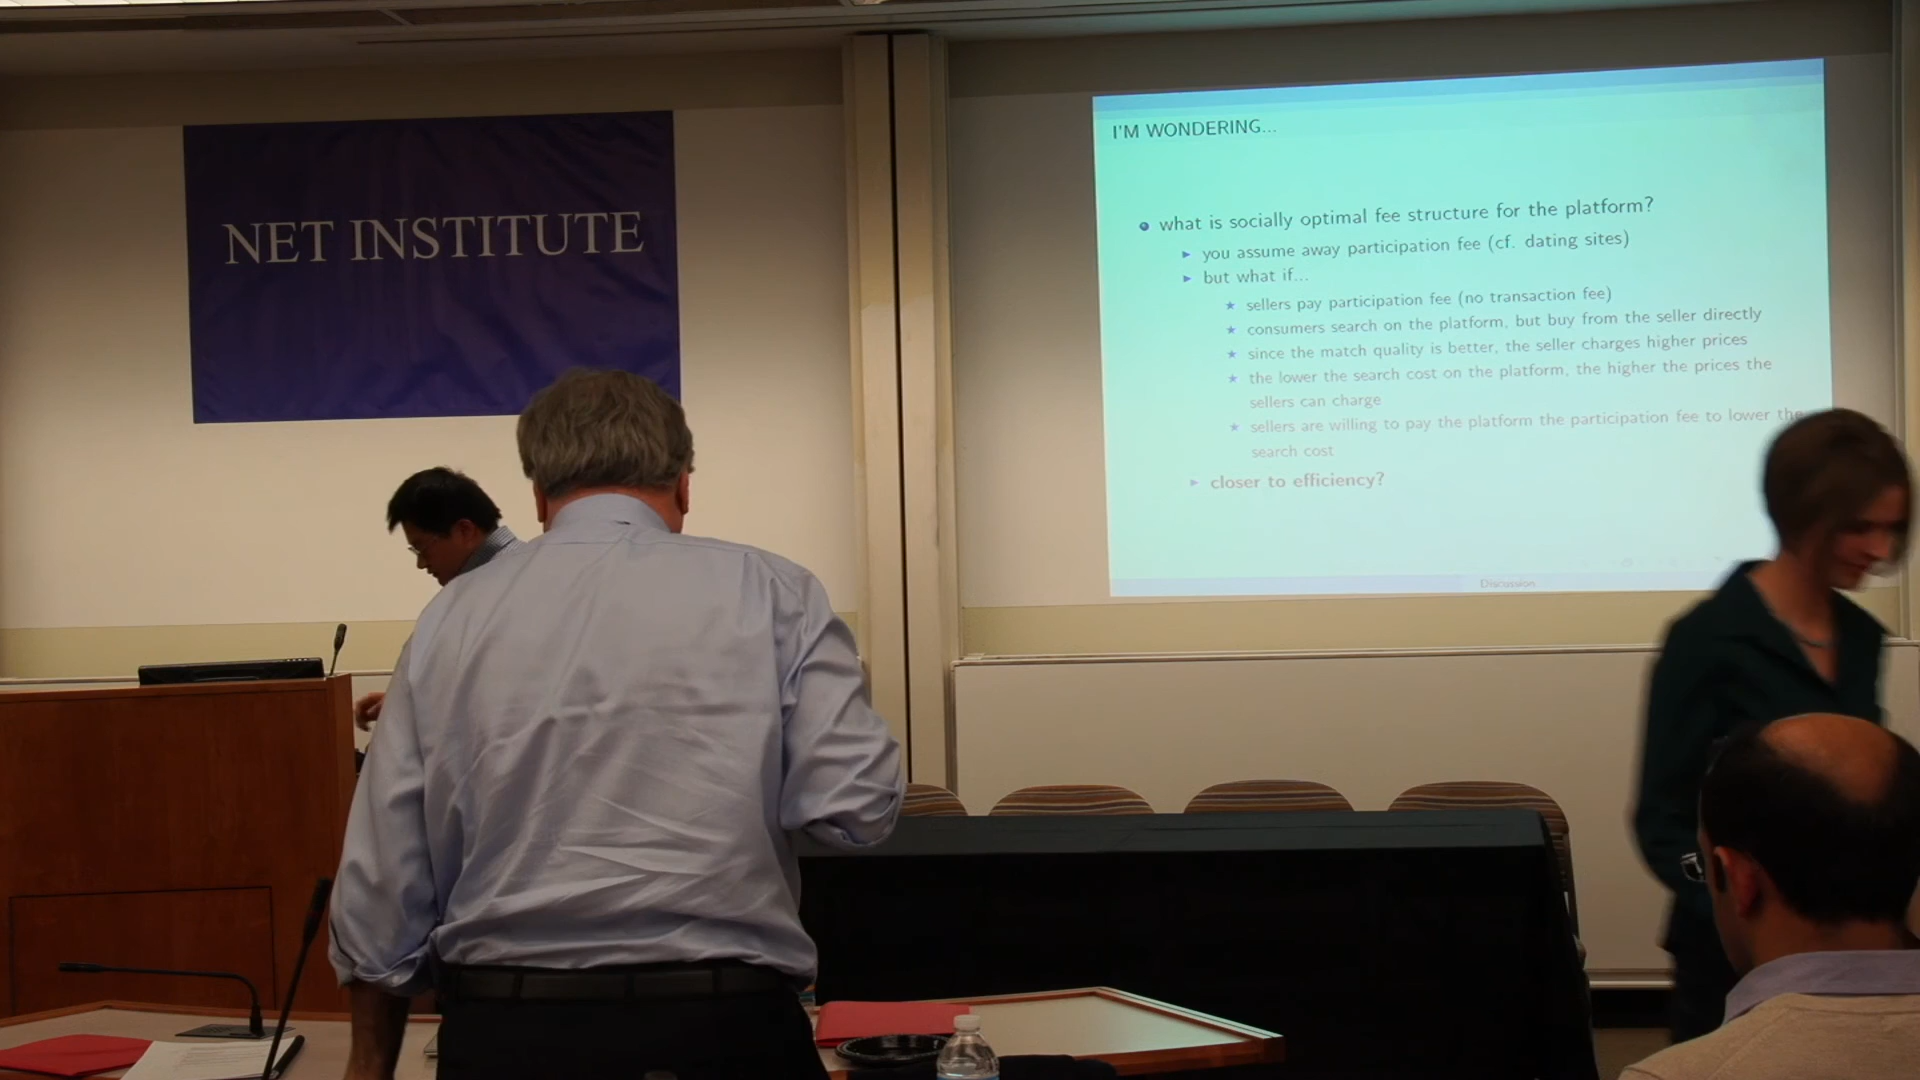 NET INSTITUTE
I'M WONDERING...
what is socially optimal fee structure for the platform?
you assume away participation fee (cf. dating sites)
but what if...
sellers pay participation fee (no transaction fee)
consumers search on the platform, but buy from the seller directly
since the match quality is better, the seller charges higher prices
the lower the search cost on the platform, the higher the prices the
sellers can charge
sellers are willing to pay the platform the participation fee to lower the
search cost
closer to efficiency?
Discussion